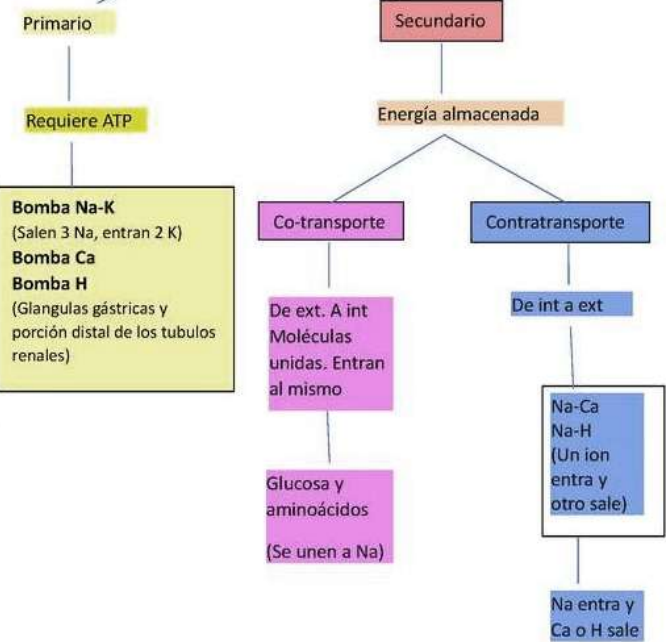 Primario
Requiere ATP
Bomba Na-K
(Salen 3 Na, entran 2 K)
Bomba Ca
Bomba H
(Glangulas gástricas y
porción distal de los tubulos
renales)
Secundario
Energía almacenada
Co-transporte
De ext. A int
Moléculas
unidas. Entran
al mismo
Glucosa y
aminoácidos
(Se unen a Na)
Contratransporte
De int a ext
Na-Ca
Na-H
(Un ion
entra y
otro sale)
Na entra y
Ca o H sale